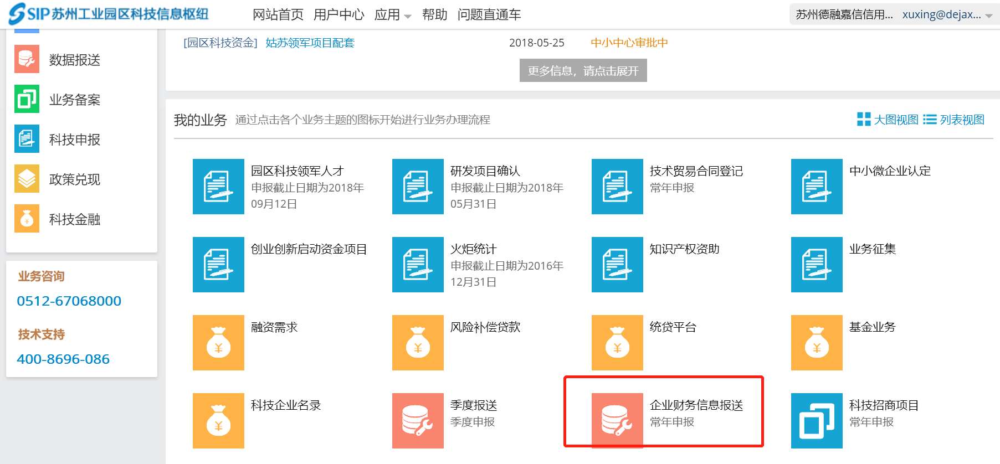 SIP 苏州工业园区科技信息枢纽
网站首页 用户中心 应用 帮助 问题直通车
苏州德融嘉信信用... xuxing@dejax...
数据报送
业务备案
科技申报
政策兑现
科技金融
业务咨询
0512-67068000
技术支持
400-8696-086
[园区科技资金] 姑苏领军项目配套 2018-05-25 中小中心审批中
更多信息，请点击展开
我的业务 通过点击各个业务主题的图标开始进行业务办理流程
大图视图 列表视图
园区科技领军人才
申报截止日期为2018年
09月12日
研发项目确认
申报截止日期为2018年
05月31日
技术贸易合同登记
常年申报
中小微企业认定
创业创新启动资金项目
火炬统计
申报截止日期为2016年
12月31日
知识产权资助
业务征集
融资需求
风险补偿贷款
统贷平台
基金业务
科技企业名录
季度报送
季度申报
企业财务信息报送
常年申报
科技招商项目
常年申报